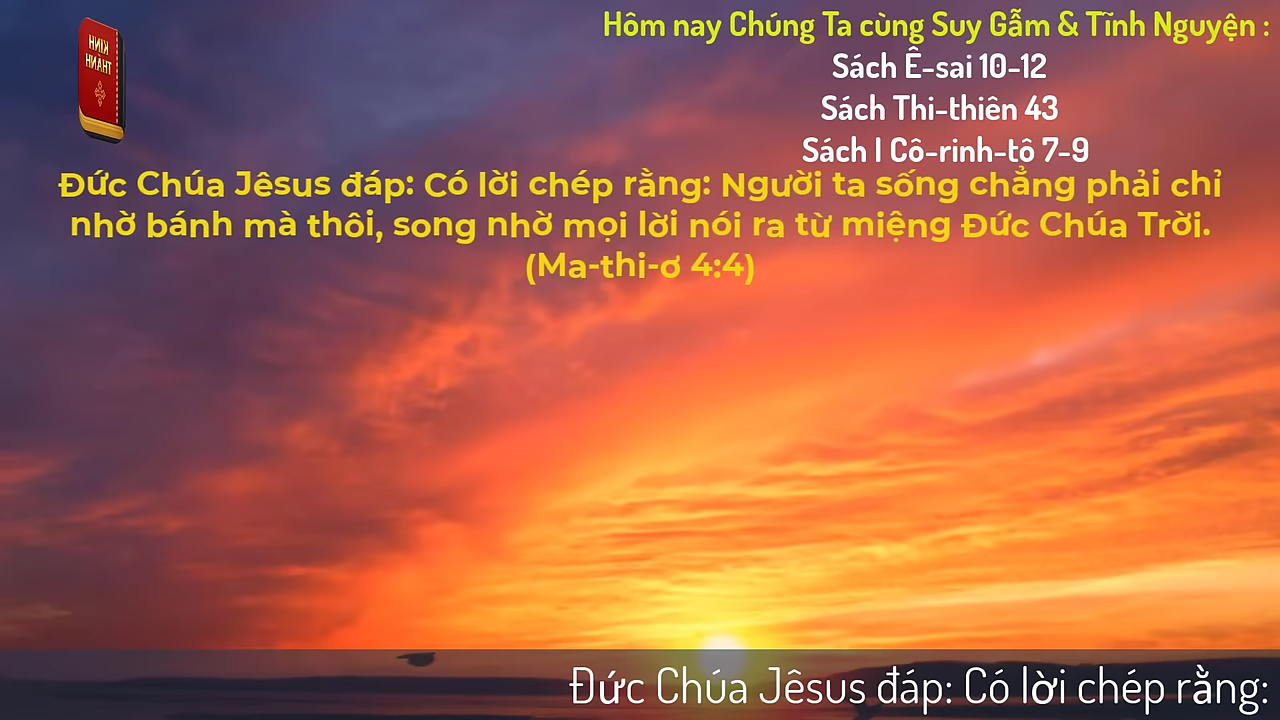 KINH
THÁNH
Hôm nay Chúng Ta cùng Suy Gẫm & Tĩnh Nguyện :
Sách Ê-sai 10-12
Sách Thi-thiên 43
Sách I Cô-rinh-tô 7-9
Đức Chúa Jêsus đáp: Có lời chép rằng: Người ta sống chẳng phải chỉ
nhờ bánh mà thôi, song nhờ mọi lời nói ra từ miệng Đức Chúa Trời.
(Ma-thi-ơ 4:4)
Đức Chúa Jêsus đáp: Có lời chép rằng: